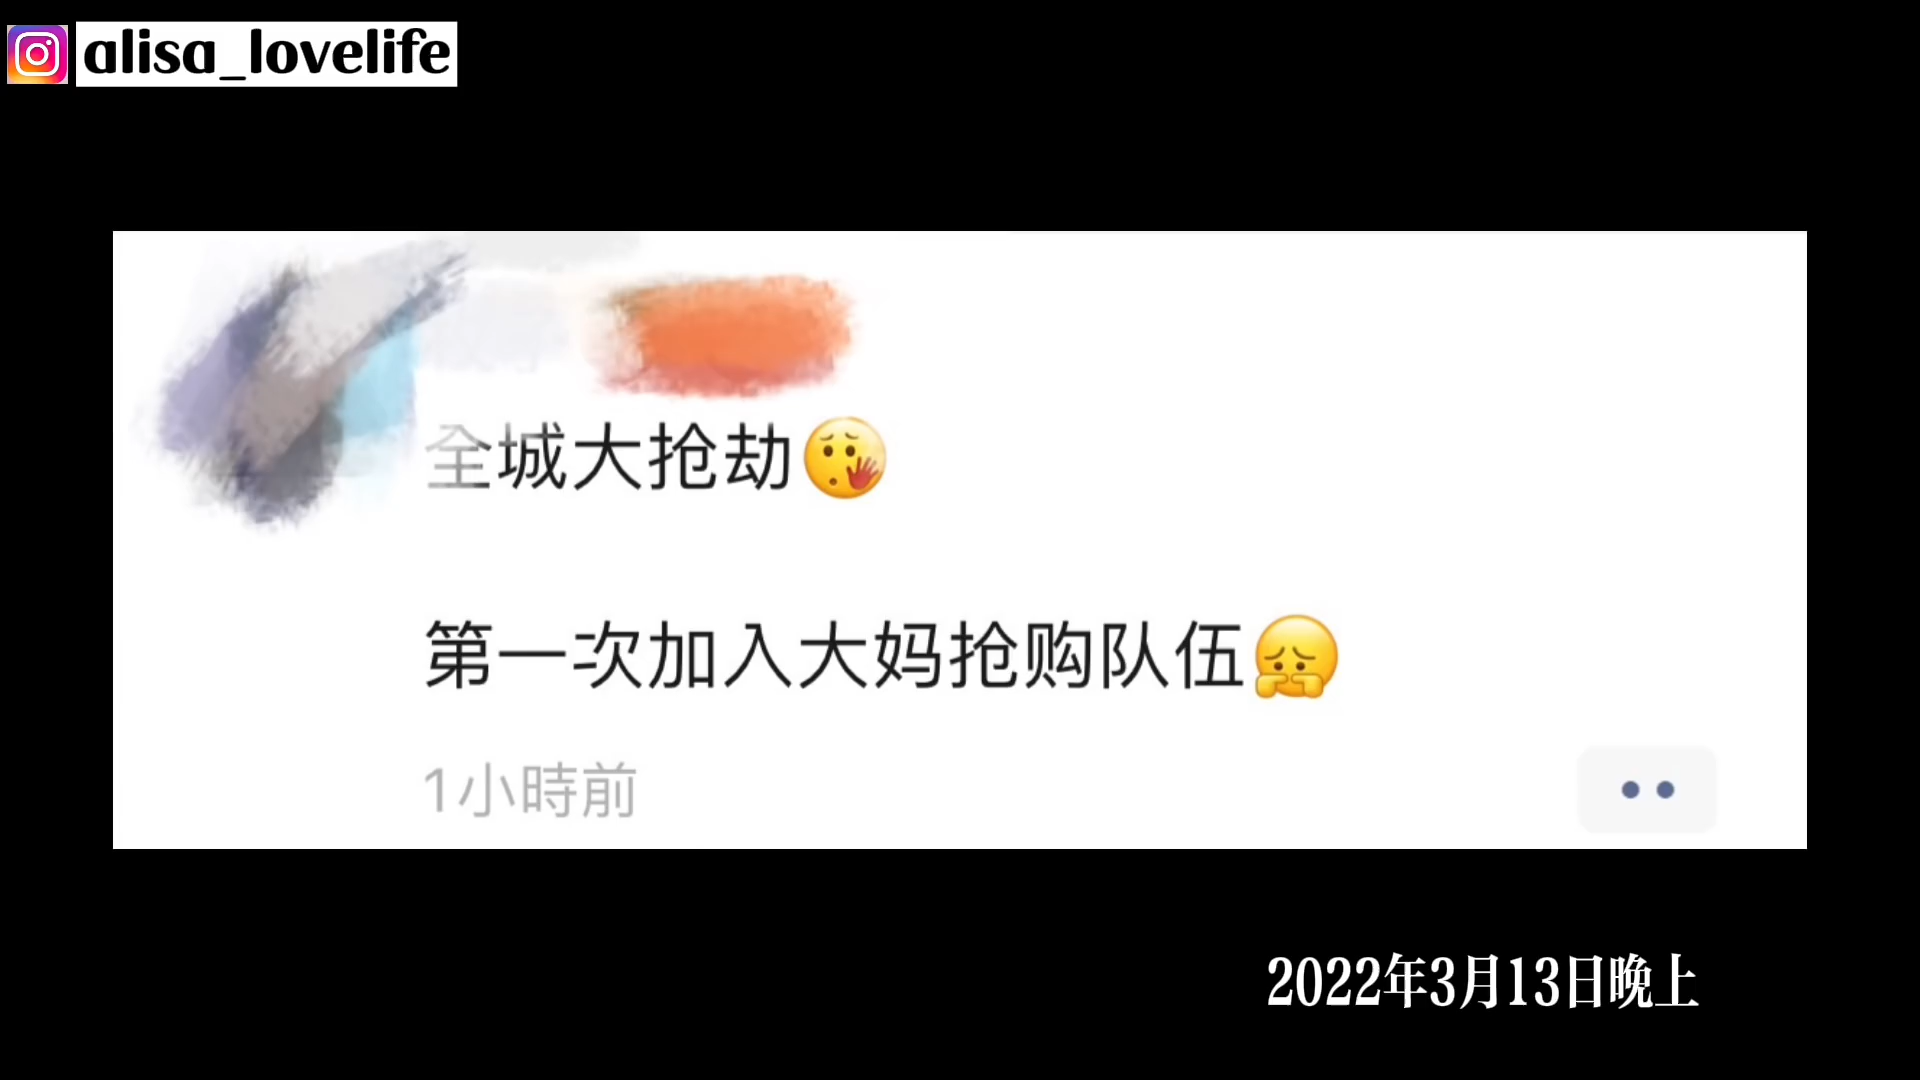 alisa_lovelife
全城大抢劫
第一次加入大妈抢购队伍
1小時前
2022年3月13日晚上